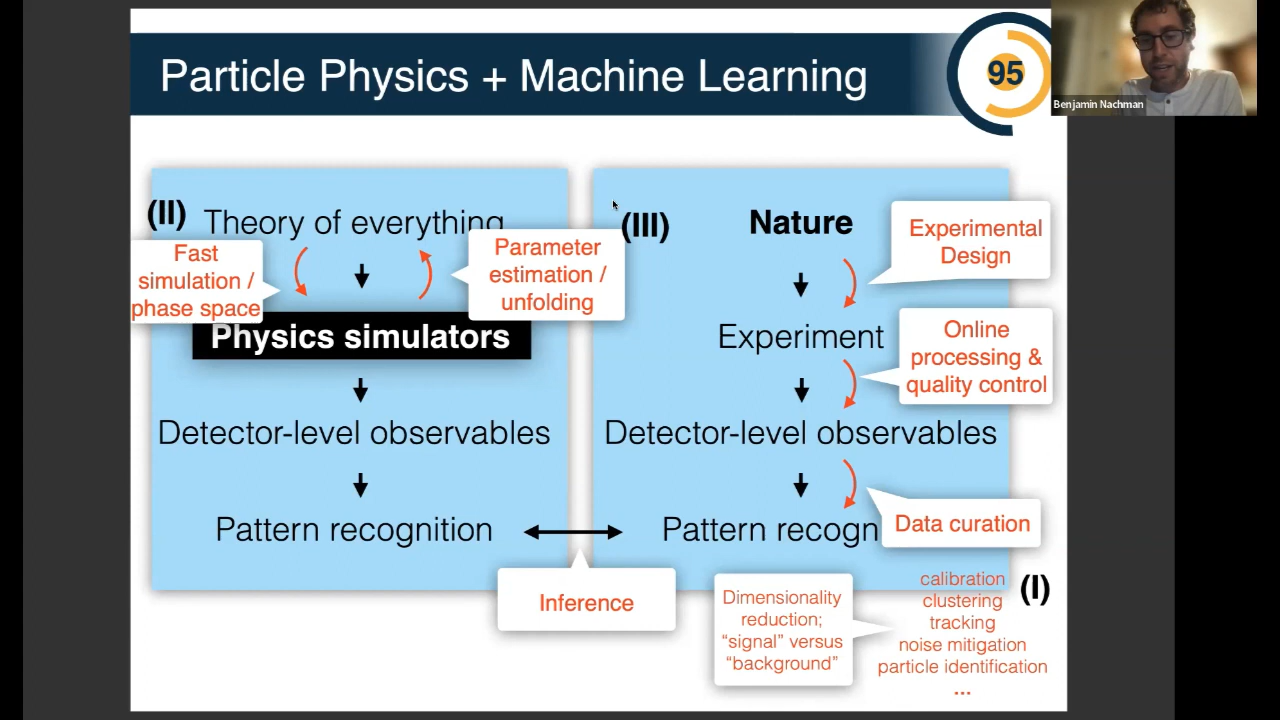 Particle Physics + Machine Learning
95
Benjamin Nachman
(II)
Theory of everything
Fast
simulation /
phase space
Parameter
estimation /
unfolding
Physics simulators
Detector-level observables
Pattern recognition
Inference
(III)
Nature
Experimental
Design
Experiment
Online
processing &
quality control
Detector-level observables
Pattern recogn
Data curation
Dimensionality
reduction;
“signal” versus
“background”
calibration
clustering
tracking
noise mitigation
particle identification
...
(I)